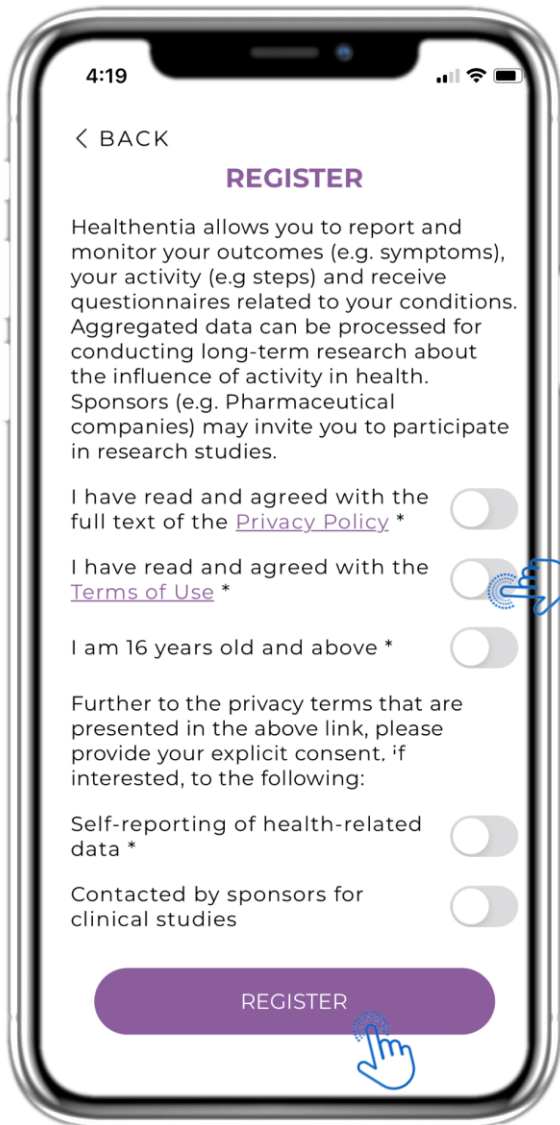 4:19
< BACK
REGISTER
Healthentia allows you to report and
monitor your outcomes (e.g. symptoms),
your activity (e.g steps) and receive
questionnaires related to your conditions.
Aggregated data can be processed for
conducting long-term research about
the influence of activity in health.
Sponsors (e.g. Pharmaceutical
companies) may invite you to participate
in research studies.
I have read and agreed with the
full text of the Privacy Policy *
I have read and agreed with the
Terms of Use *
I am 16 years old and above *
Further to the privacy terms that are
presented in the above link, please
provide your explicit consent, if
interested, to the following:
Self-reporting of health-related
data *
Contacted by sponsors for
clinical studies
REGISTER